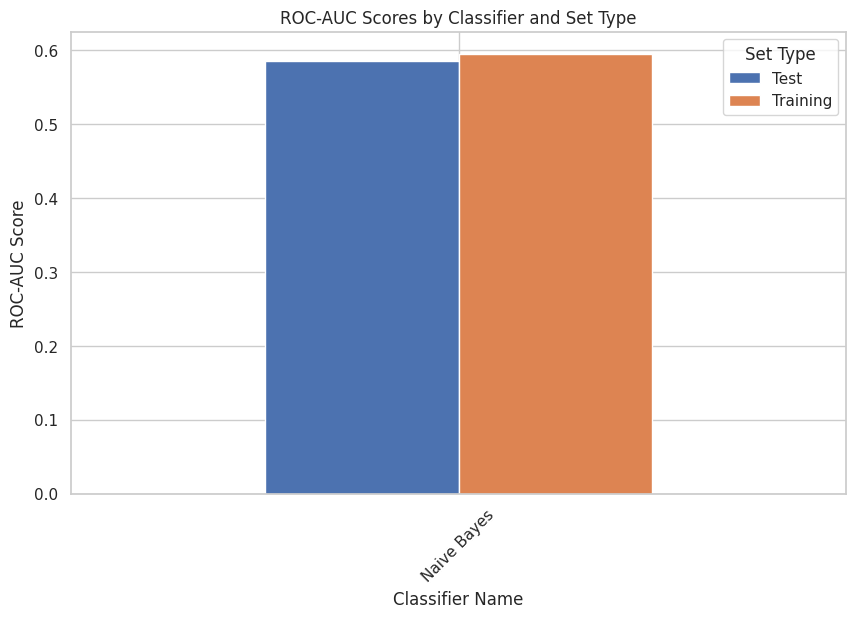 ROC-AUC Scores by Classifier and Set Type
Set Type
Test
Training
ROC-AUC Score
0.6
0.5
0.4
0.3
0.2
0.1
0.0
Naive Bayes
Classifier Name